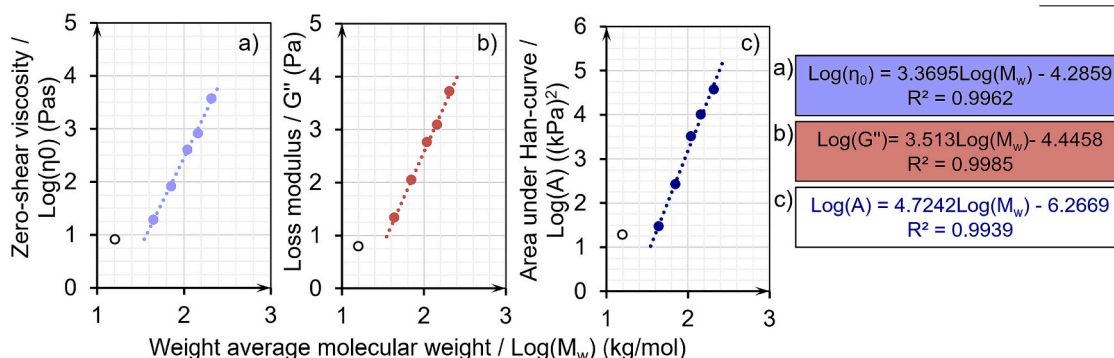 Zero-shear viscosity /
Log(η0) (Pas)
5
4
3
2
1
0
a)
1
2
3
Loss modulus / G" (Pa)
5
4
3
2
1
0
b)
1
2
3
Area under Han-curve /
Log(A) ((kPa)²)
6
5
4
3
2
1
0
c)
1
2
3
Weight average molecular weight / Log(Mw) (kg/mol)
a)
Log(η₀) = 3.3695Log(Mw) - 4.2859
R² = 0.9962
b)
Log(G")= 3.513Log(Mw)- 4.4458
R² = 0.9985
c)
Log(A) = 4.7242Log(Mw) - 6.2669
R² = 0.9939